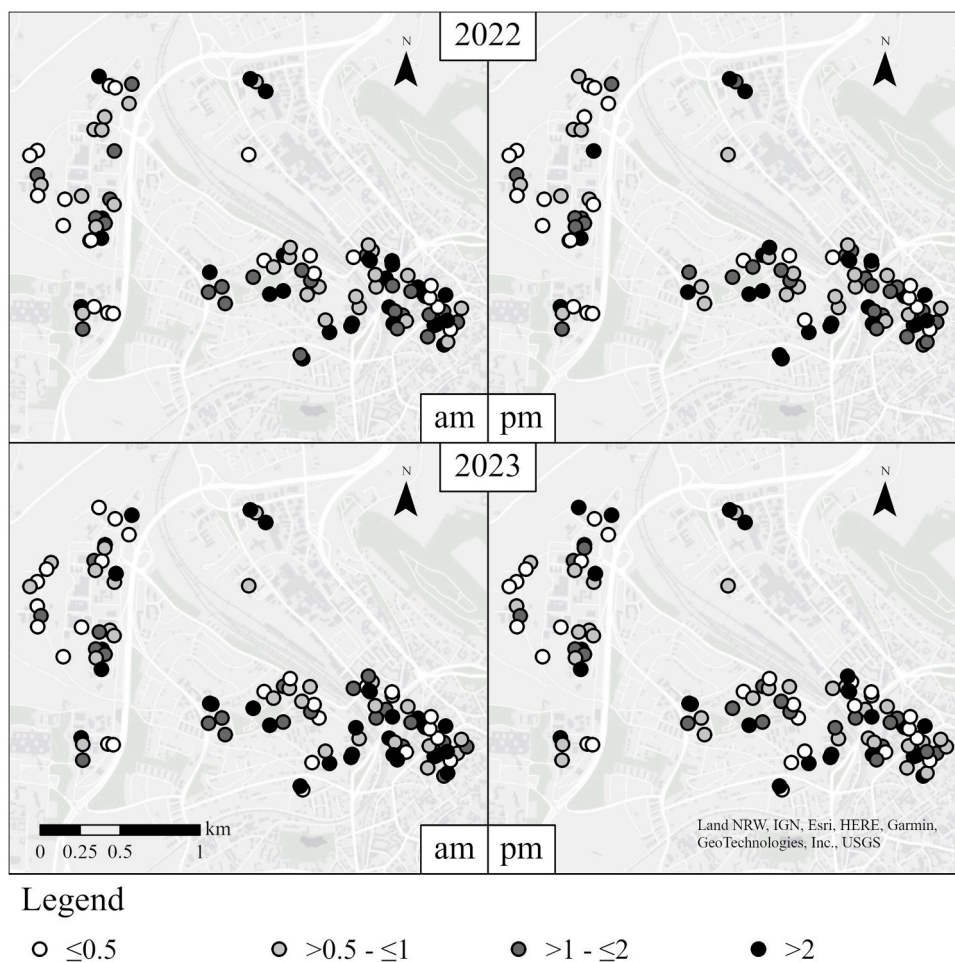 2022
N
N
am
pm
2023
N
N
km
0 0.25 0.5 1
am
pm
Land NRW, IGN, Esri, HERE, Garmin,
GeoTechnologies, Inc., USGS
Legend
≤0.5
>0.5 - ≤1
>1 - ≤2
>2